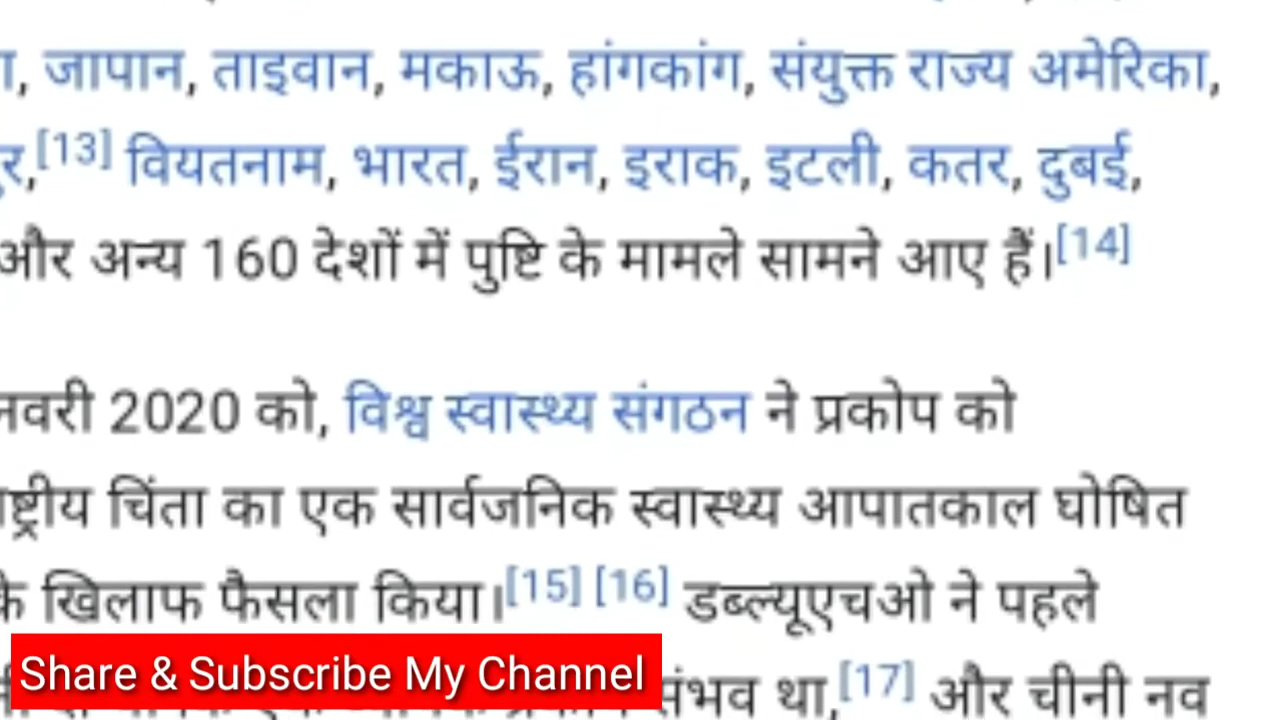 , जापान, ताइवान, मकाऊ, हांगकांग, संयुक्त राज्य अमेरिका,
र,[13] वियतनाम, भारत, ईरान, इराक, इटली, कतर, दुबई,
और अन्य 160 देशों में पुष्टि के मामले सामने आए हैं।[14]
नवरी 2020 को, विश्व स्वास्थ्य संगठन ने प्रकोप को
ाष्ट्रीय चिंता का एक सार्वजनिक स्वास्थ्य आपातकाल घोषित
के खिलाफ फैसला किया।[15] [16] डब्ल्यूएचओ ने पहले
Share & Subscribe My Channel
संभव था,[17] और चीनी नव